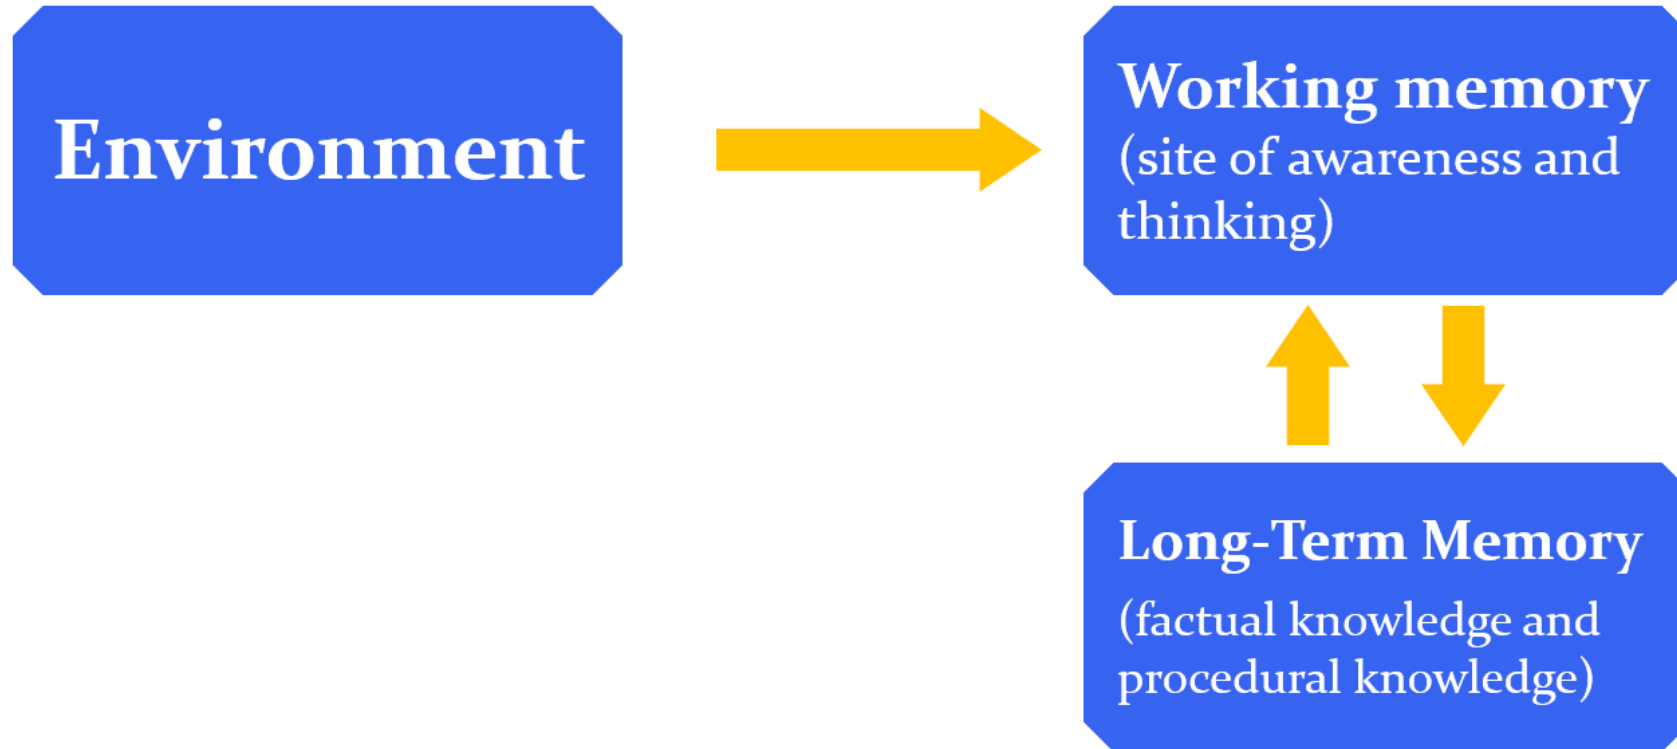 Environment
Working memory
(site of awareness and
thinking)
Long-Term Memory
(factual knowledge and
procedural knowledge)